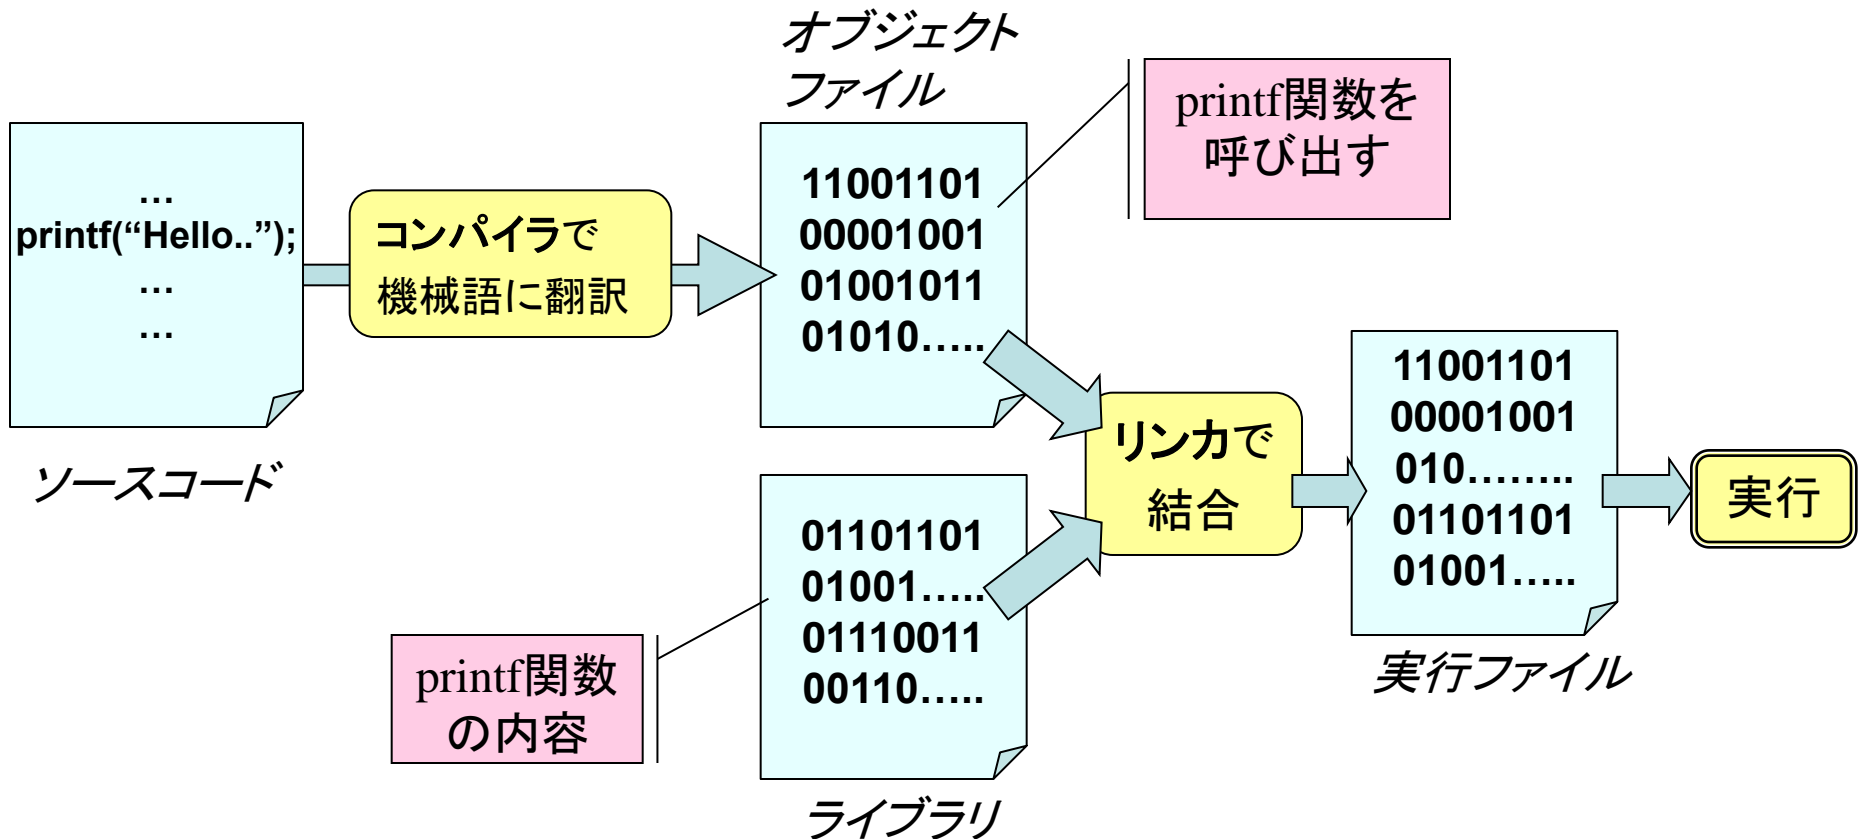 …
printf(“Hello..”);
…
…
ソースコード
コンパイラで
機械語に翻訳
オブジェクト
ファイル
11001101
00001001
01001011
01010…..
printf関数を
呼び出す
01101101
01001…..
01110011
00110…..
ライブラリ
printf関数
の内容
リンカで
結合
11001101
00001001
010……..
01101101
01001…..
実行ファイル
実行